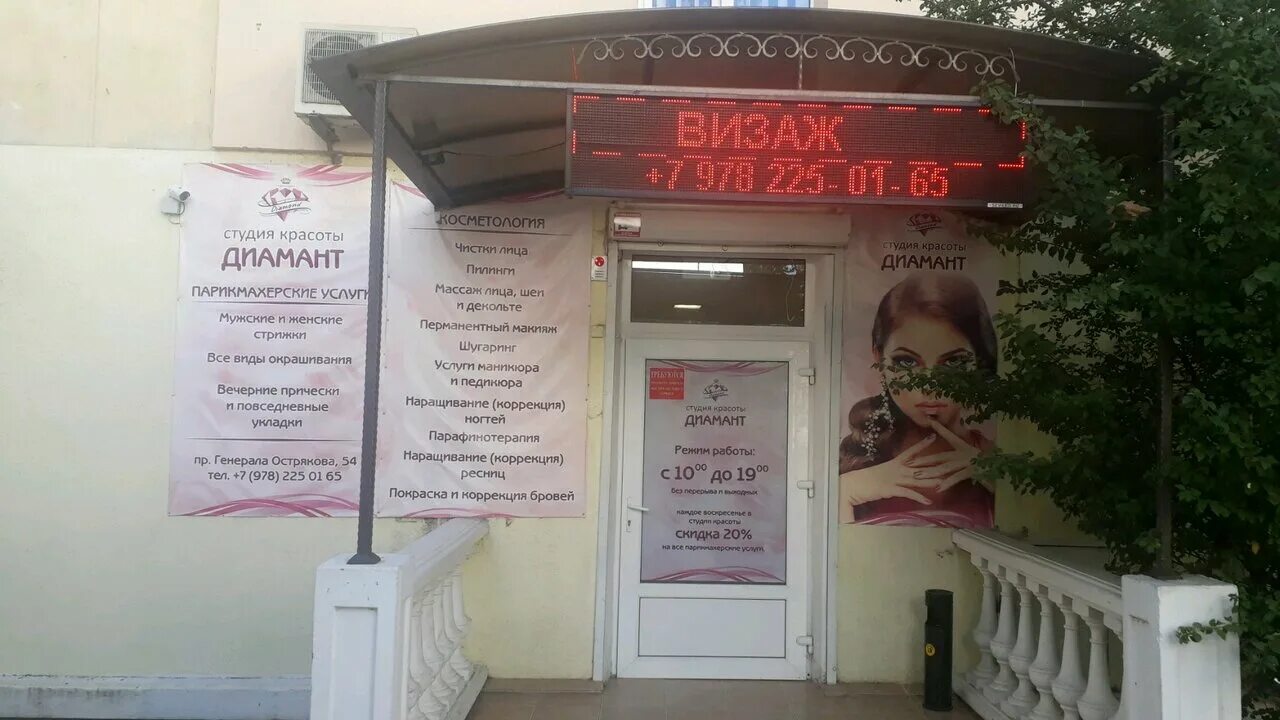 ВИЗАЖ
+7 978 225-01-65
Diamond
студия красоты
ДИАМАНТ
ПАРИКМАХЕРСКИЕ УСЛУГИ
Мужские и женские
стрижки
Все виды окрашивания
Вечерние прически
и повседневные
укладки
пр. Генерала Острякова, 54
тел. +7 (978) 225 01 65
КОСМЕТОЛОГИЯ
Чистки лица
Пилинги
Массаж лица, шеи
и декольте
Перманентный макияж
Шугаринг
Услуги маникюра
и педикюра
Наращивание (коррекция)
ногтей
Парафинотерапия
Наращивание (коррекция)
ресниц
Покраска и коррекция бровей
ТРЕБУЮТСЯ
студия красоты
ДИАМАНТ
Режим работы:
с 10⁰⁰ до 19⁰⁰
Без перерыва и выходных
каждое воскресенье в
студии красоты
скидка 20%
на все парикмахерские услуги
студия красоты
ДИАМАНТ